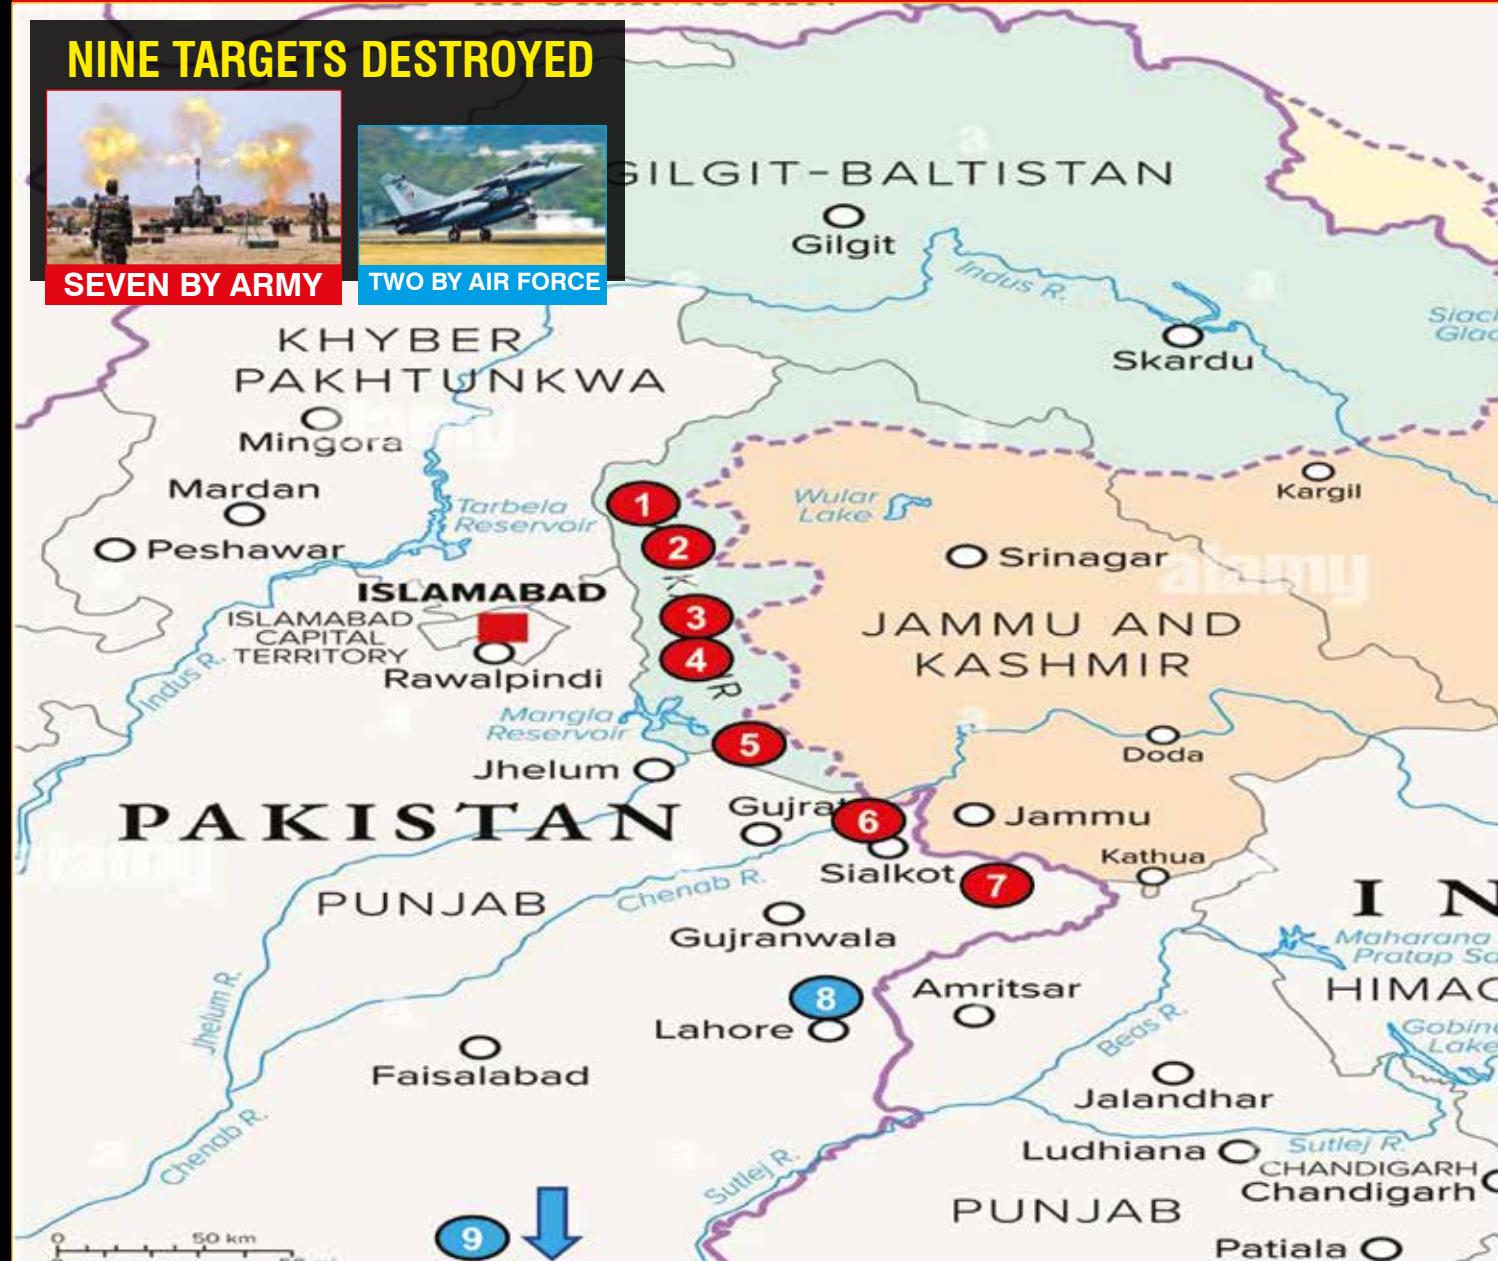 NINE TARGETS DESTROYED
SEVEN BY ARMY
TWO BY AIR FORCE
GILGIT-BALTISTAN
Gilgit
Indus R.
Skardu
KHYBER
PAKHTUNKWA
Mingora
Mardan
Peshawar
Tarbela
Reservoir
1
2
Wular
Lake
Kargil
Srinagar
alamy
ISLAMABAD
ISLAMABAD
CAPITAL
TERRITORY
Rawalpindi
3
4
JAMMU AND
KASHMIR
Indus R.
Mangla
Reservoir
5
Doda
Jhelum
PAKISTAN
6
Jammu
Sialkot
Kathua
7
PUNJAB
Chenab R.
Gujranwala
Maharana
Jhelum R.
8
Lahore
Amritsar
Beas R.
Faisalabad
Jalandhar
Chenab R.
Ludhiana
Sutlej R.
CHANDIGARH
Chandigarh
Sutlej R.
PUNJAB
9
0
50 km
Patiala